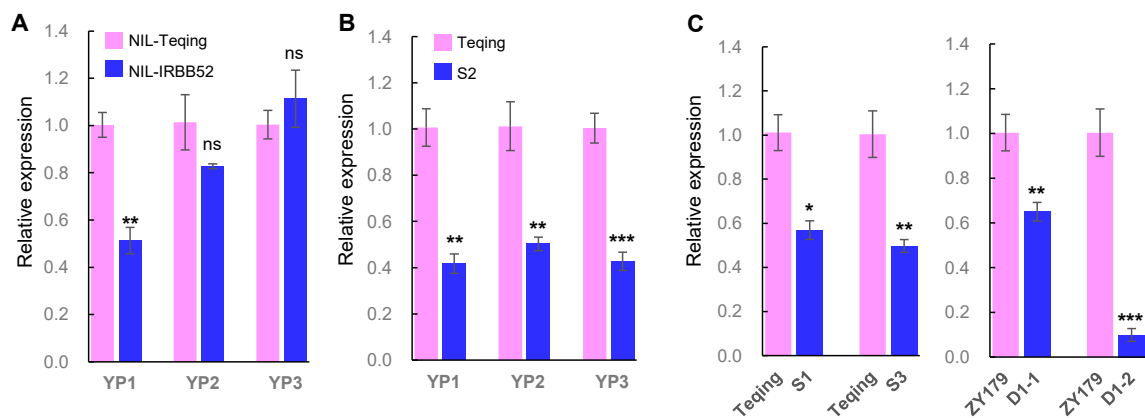 A
Relative expression
1.4
1.2
1.0
0.8
0.6
0.4
0.2
0.0
NIL-Teqing
NIL-IRBB52
**
ns
ns
YP1 YP2 YP3
B
Relative expression
1.4
1.2
1.0
0.8
0.6
0.4
0.2
0.0
Teqing
S2
** ** ***
YP1 YP2 YP3
C
Relative expression
1.4
1.2
1.0
0.8
0.6
0.4
0.2
0.0
* **
Teqing S1 Teqing S3
1.4
1.2
1.0
0.8
0.6
0.4
0.2
0.0
** ***
ZY179 D1-1 ZY179 D1-2